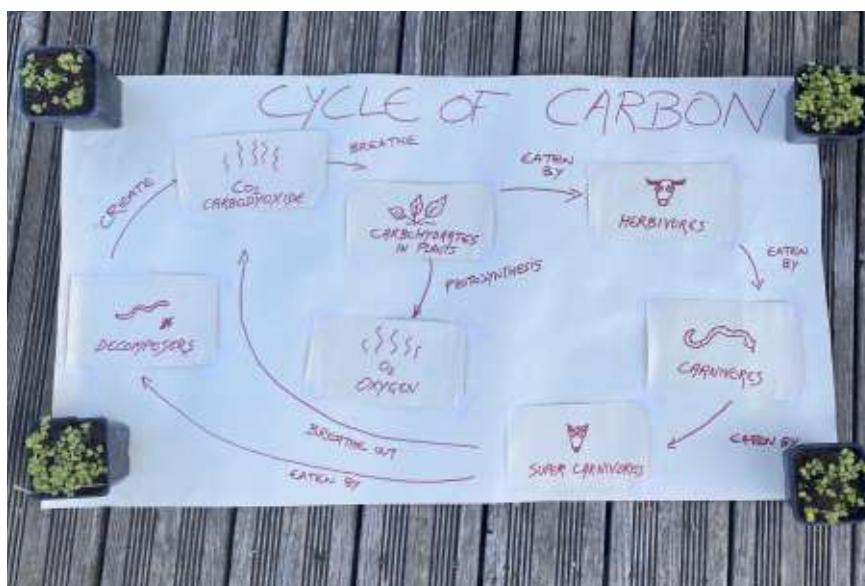 CYCLE OF CARBON
CO2
CARBODYOXIDE
BREATHE
CARBOHYDRATES
IN PLANTS
EATEN
BY
HERBIVORES
EATEN
BY
CARNIVORES
EATEN BY
SUPER CARNIVORES
BREATHE OUT
EATEN BY
DECOMPOSERS
CREATE
PHOTOSYNTHESIS
O2
OXYGEN